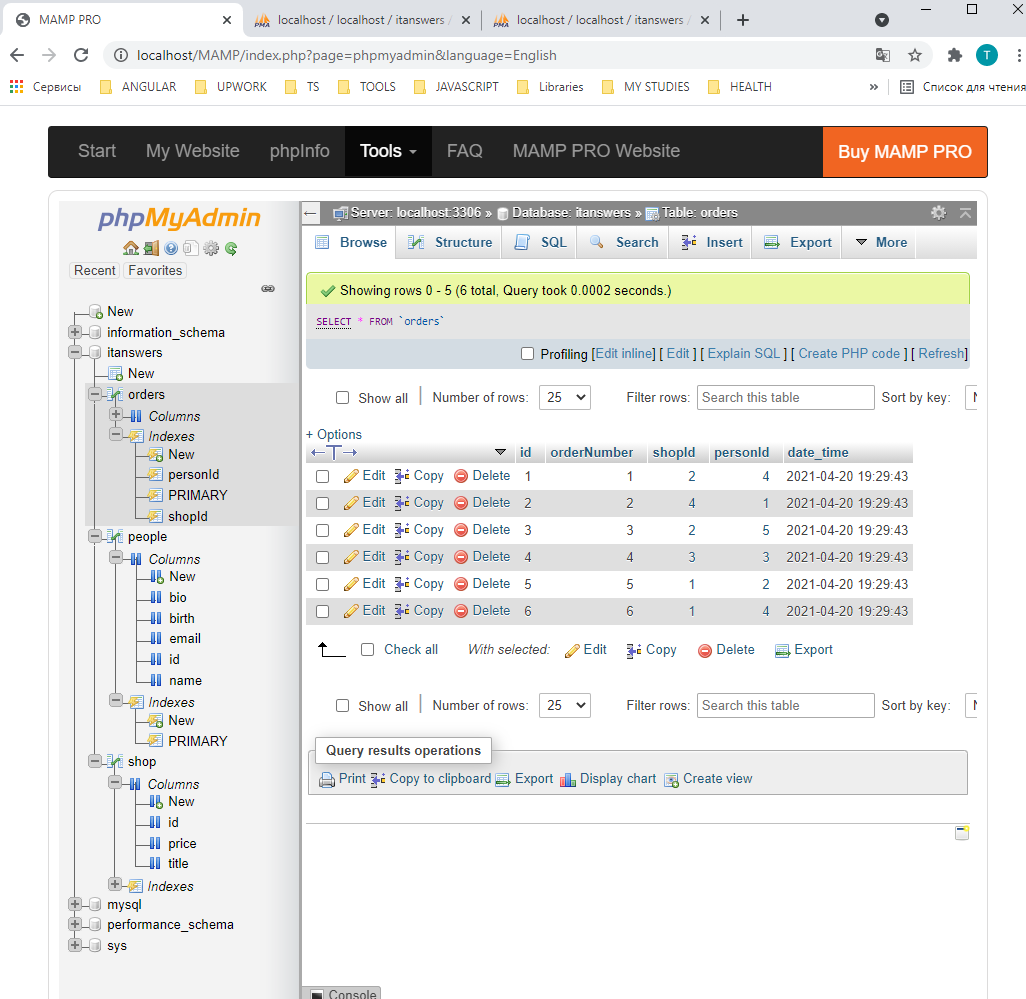 MAMP PRO
localhost / localhost / itanswers /
localhost / localhost / itanswers /
localhost/MAMP/index.php?page=phpmyadmin&language=English
T
Сервисы ANGULAR UPWORK TS TOOLS JAVASCRIPT Libraries MY STUDIES HEALTH » Список для чтения
Start My Website phpInfo Tools FAQ MAMP PRO Website Buy MAMP PRO
phpMyAdmin
Recent Favorites
New
information_schema
itanswers
New
orders
Columns
Indexes
New
personId
PRIMARY
shopId
people
Columns
New
bio
birth
email
id
name
Indexes
New
PRIMARY
shop
Columns
New
id
price
title
Indexes
mysql
performance_schema
sys
Server: localhost:3306 » Database: itanswers » Table: orders
Browse Structure SQL Search Insert Export More
Showing rows 0 - 5 (6 total, Query took 0.0002 seconds.)
SELECT * FROM `orders`
Profiling [Edit inline] [ Edit ] [ Explain SQL ] [ Create PHP code ] [ Refresh]
Show all Number of rows: 25 Filter rows: Search this table Sort by key:
+ Options
id orderNumber shopId personId date_time
Edit Copy Delete 1 1 2 4 2021-04-20 19:29:43
Edit Copy Delete 2 2 4 1 2021-04-20 19:29:43
Edit Copy Delete 3 3 2 5 2021-04-20 19:29:43
Edit Copy Delete 4 4 3 3 2021-04-20 19:29:43
Edit Copy Delete 5 5 1 2 2021-04-20 19:29:43
Edit Copy Delete 6 6 1 4 2021-04-20 19:29:43
Check all With selected: Edit Copy Delete Export
Show all Number of rows: 25 Filter rows: Search this table Sort by key:
Query results operations
Print Copy to clipboard Export Display chart Create view
Console